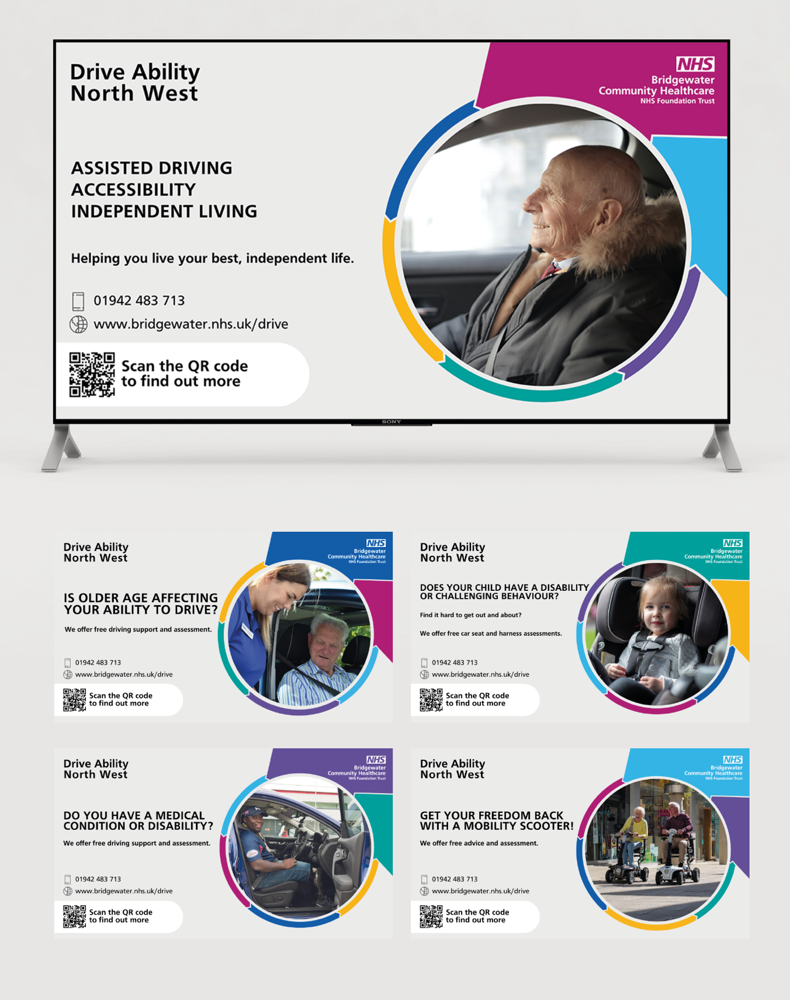 Drive Ability
North West
NHS
Bridgewater
Community Healthcare
NHS Foundation Trust
ASSISTED DRIVING
ACCESSIBILITY
INDEPENDENT LIVING
Helping you live your best, independent life.
01942 483 713
www.bridgewater.nhs.uk/drive
Scan the QR code
to find out more
SONY
Drive Ability
North West
NHS
Bridgewater
Community Healthcare
NHS Foundation Trust
IS OLDER AGE AFFECTING
YOUR ABILITY TO DRIVE?
We offer free driving support and assessment.
01942 483 713
www.bridgewater.nhs.uk/drive
Scan the QR code
to find out more
Drive Ability
North West
NHS
Bridgewater
Community Healthcare
NHS Foundation Trust
DOES YOUR CHILD HAVE A DISABILITY
OR CHALLENGING BEHAVIOUR?
Find it hard to get out and about?
We offer free car seat and harness assessments.
01942 483 713
www.bridgewater.nhs.uk/drive
Scan the QR code
to find out more
Drive Ability
North West
NHS
Bridgewater
Community Healthcare
NHS Foundation Trust
DO YOU HAVE A MEDICAL
CONDITION OR DISABILITY?
We offer free driving support and assessment.
01942 483 713
www.bridgewater.nhs.uk/drive
Scan the QR code
to find out more
Drive Ability
North West
NHS
Bridgewater
Community Healthcare
NHS Foundation Trust
GET YOUR FREEDOM BACK
WITH A MOBILITY SCOOTER!
We offer free advice and assessment.
01942 483 713
www.bridgewater.nhs.uk/drive
Scan the QR code
to find out more